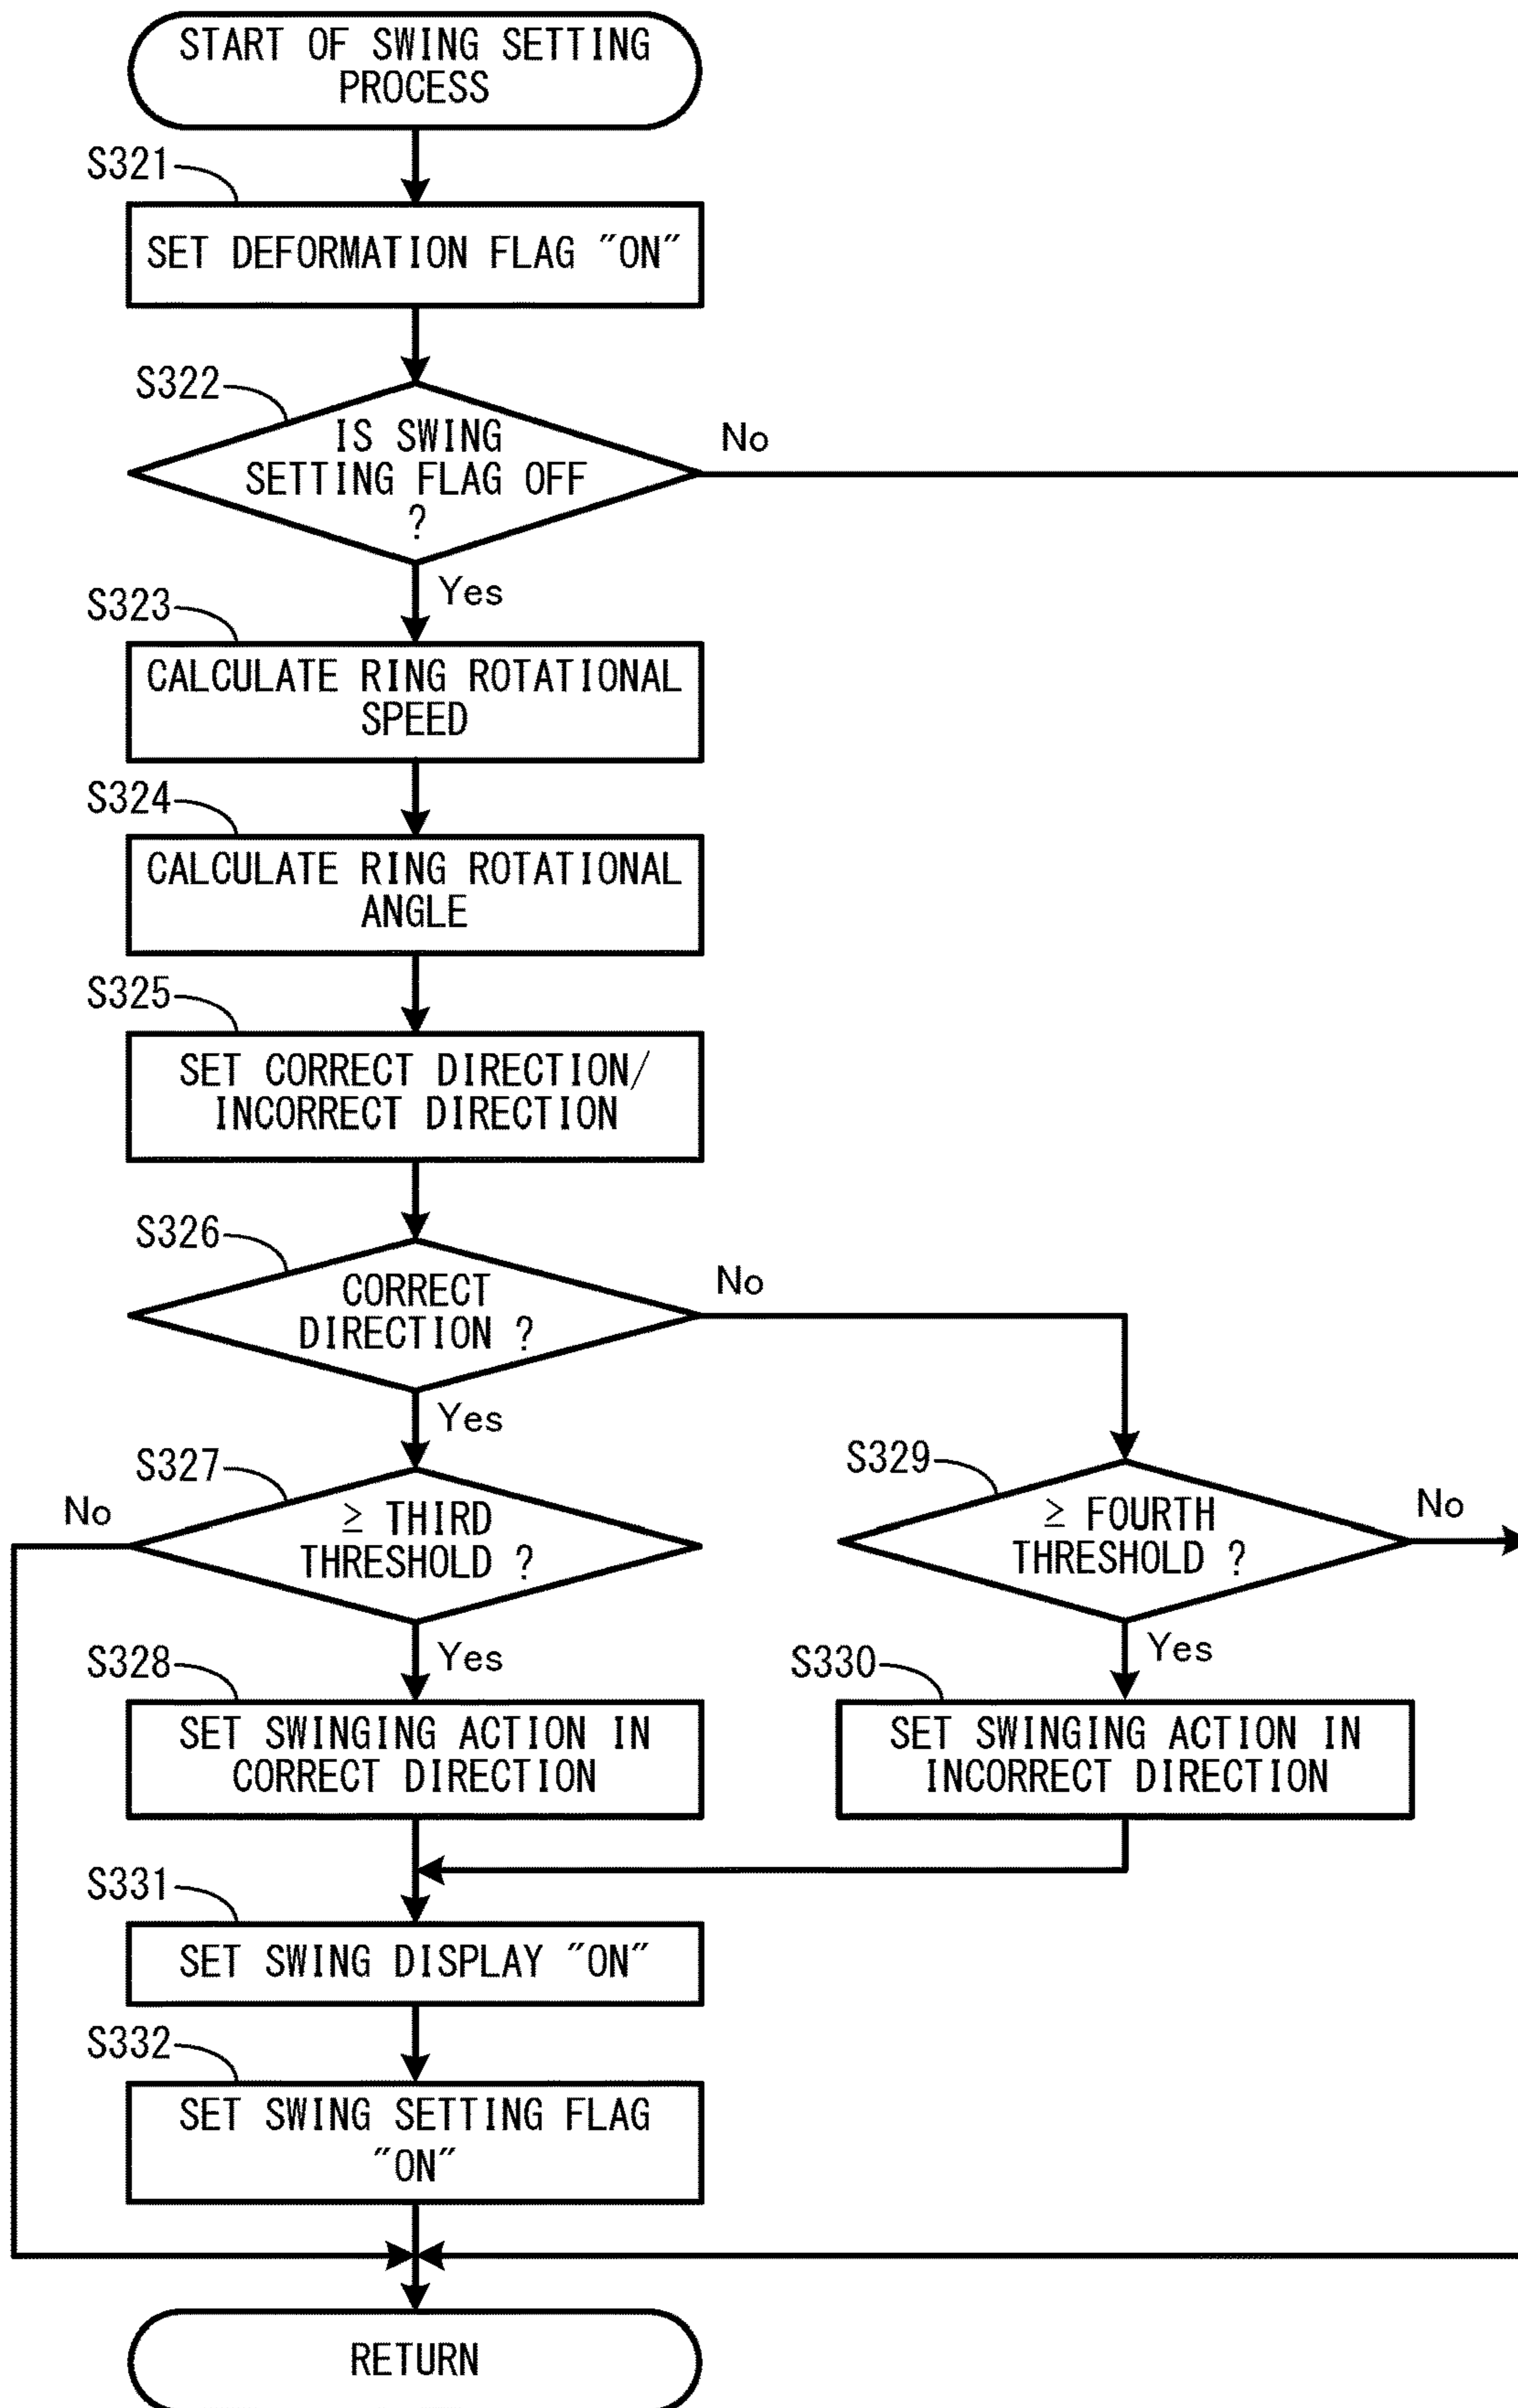 START OF SWING SETTING
PROCESS
S321
SET DEFORMATION FLAG "ON"
S322
IS SWING
SETTING FLAG OFF
?
No
Yes
S323
CALCULATE RING ROTATIONAL
SPEED
S324
CALCULATE RING ROTATIONAL
ANGLE
S325
SET CORRECT DIRECTION/
INCORRECT DIRECTION
S326
CORRECT
DIRECTION ?
No
Yes
S327
≥ THIRD
THRESHOLD ?
No
Yes
S329
≥ FOURTH
THRESHOLD ?
No
Yes
S328
SET SWINGING ACTION IN
CORRECT DIRECTION
S330
SET SWINGING ACTION IN
INCORRECT DIRECTION
S331
SET SWING DISPLAY "ON"
S332
SET SWING SETTING FLAG
"ON"
RETURN